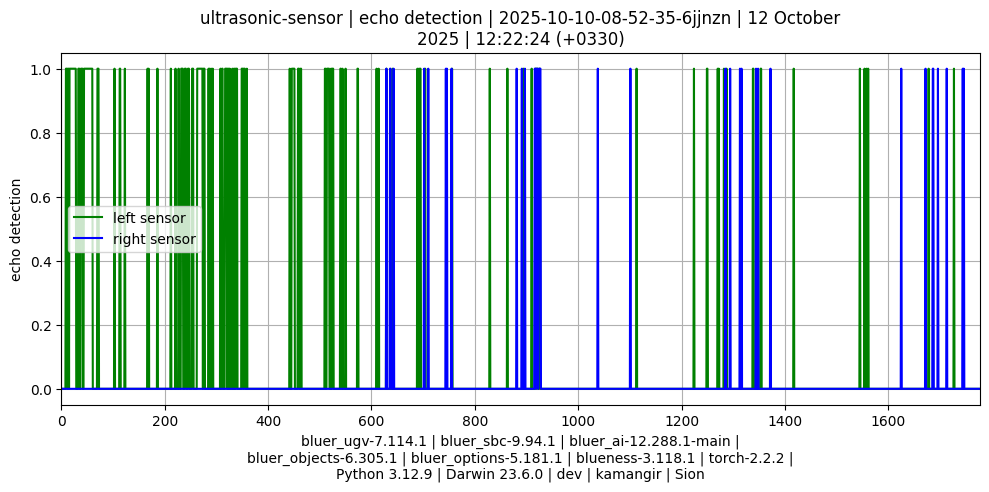 ultrasonic-sensor | echo detection | 2025-10-10-08-52-35-6jjnzn | 12 October
2025 | 12:22:24 (+0330)
1.0
0.8
0.6
0.4
0.2
0.0
echo detection
left sensor
right sensor
0 200 400 600 800 1000 1200 1400 1600
bluer_ugv-7.114.1 | bluer_sbc-9.94.1 | bluer_ai-12.288.1-main |
bluer_objects-6.305.1 | bluer_options-5.181.1 | blueness-3.118.1 | torch-2.2.2 |
Python 3.12.9 | Darwin 23.6.0 | dev | kamangir | Sion